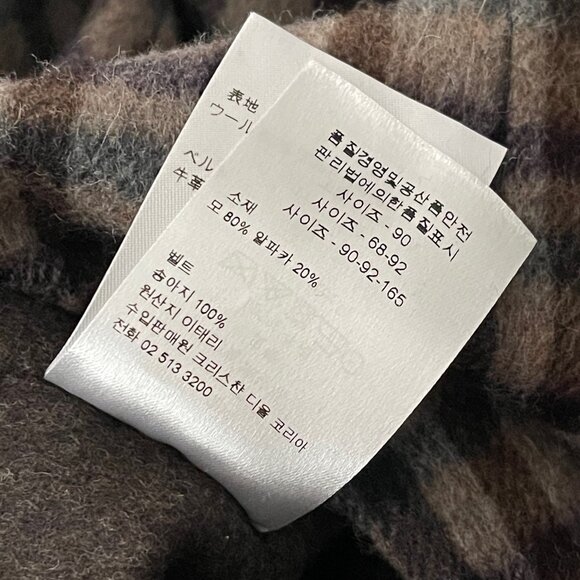 表地
ウール
ベル
牛革
품질경영및공산품안전
관리법에의한품질표시
사이즈 - 90
사이즈 - 68-92
사이즈 - 90-92-165
소재
모 80% 알파카 20%
벨트
송아지 100%
원산지 이태리
수입판매원 크리스챤 디올 코리아
전화 02 513 3200